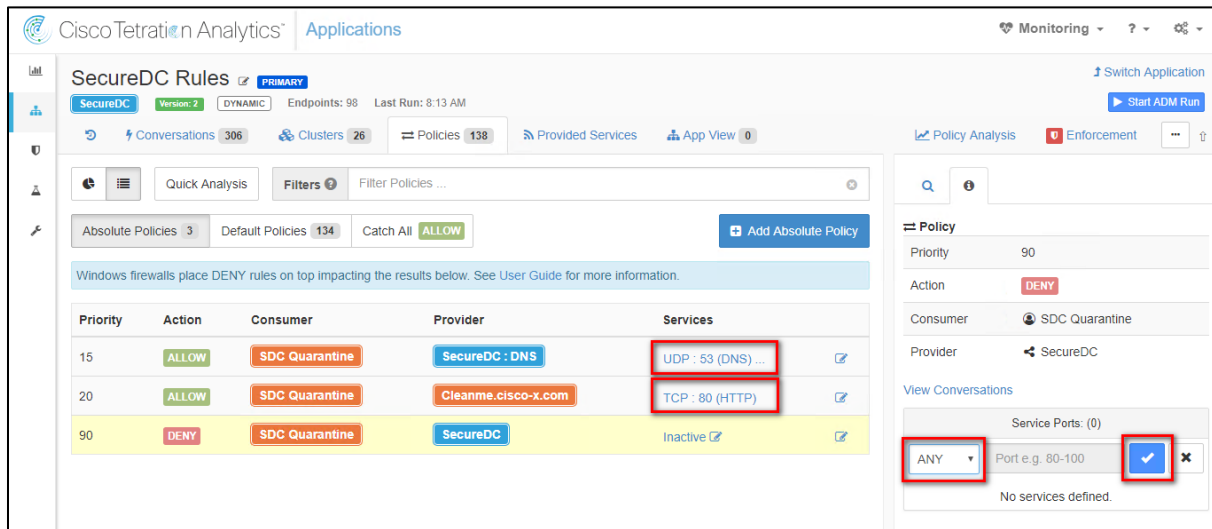 Cisco Tetration Analytics™ Applications Monitoring ?
SecureDC Rules PRIMARY Switch Application
SecureDC Version: 2 DYNAMIC Endpoints: 98 Last Run: 8:13 AM Start ADM Run
Conversations 306 Clusters 26 Policies 138 Provided Services App View 0 Policy Analysis Enforcement ...
Quick Analysis Filters ? Filter Policies ...
Absolute Policies 3 Default Policies 134 Catch All ALLOW Add Absolute Policy
Windows firewalls place DENY rules on top impacting the results below. See User Guide for more information.
Priority Action Consumer Provider Services
15 ALLOW SDC Quarantine SecureDC : DNS UDP : 53 (DNS) ...
20 ALLOW SDC Quarantine Cleanme.cisco-x.com TCP : 80 (HTTP)
90 DENY SDC Quarantine SecureDC Inactive
Policy
Priority 90
Action DENY
Consumer SDC Quarantine
Provider SecureDC
View Conversations
Service Ports: (0)
ANY Port e.g. 80-100
No services defined.